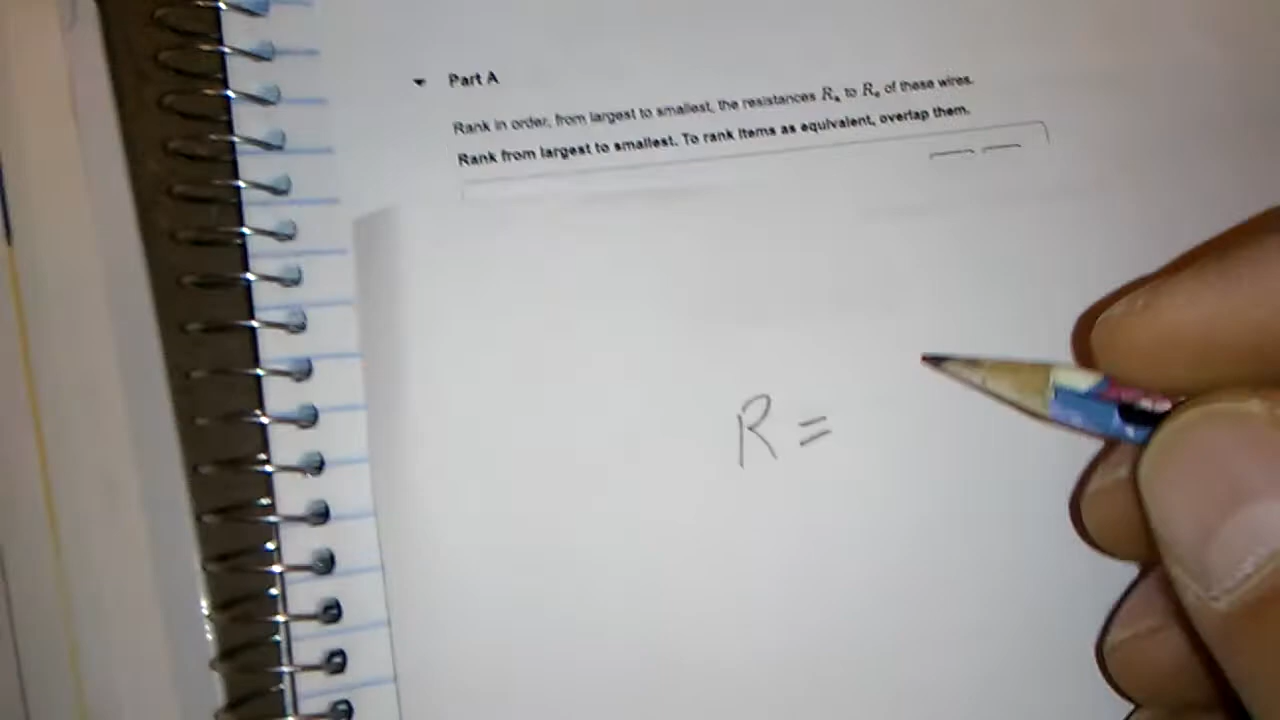 Part A
Rank in order, from largest to smallest, the resistances Rₐ to Rₑ of these wires.
Rank from largest to smallest. To rank items as equivalent, overlap them.
R =